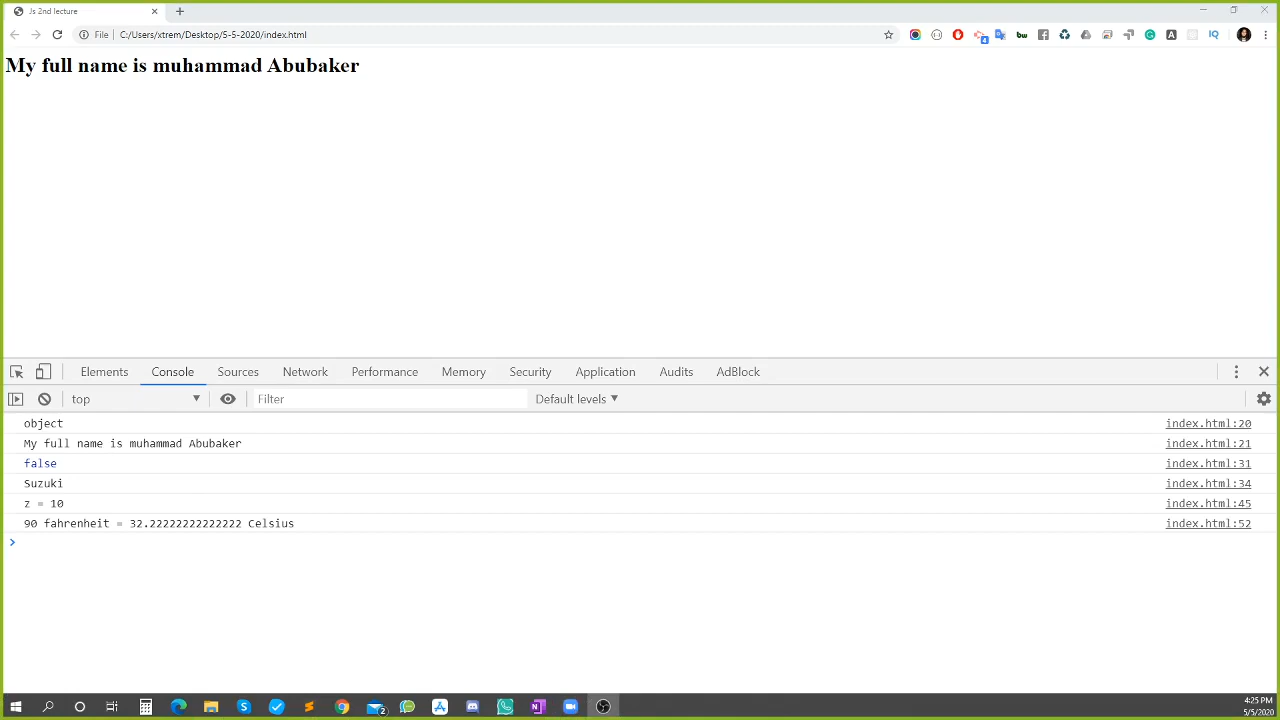 Js 2nd lecture
File C:/Users/xtrem/Desktop/5-5-2020/index.html
My full name is muhammad Abubaker
Elements Console Sources Network Performance Memory Security Application Audits AdBlock
top Filter Default levels ▼
object index.html:20
My full name is muhammad Abubaker index.html:21
false index.html:31
Suzuki index.html:34
z = 10 index.html:45
90 fahrenheit = 32.22222222222222 Celsius index.html:52
>
4:25 PM
5/5/2020